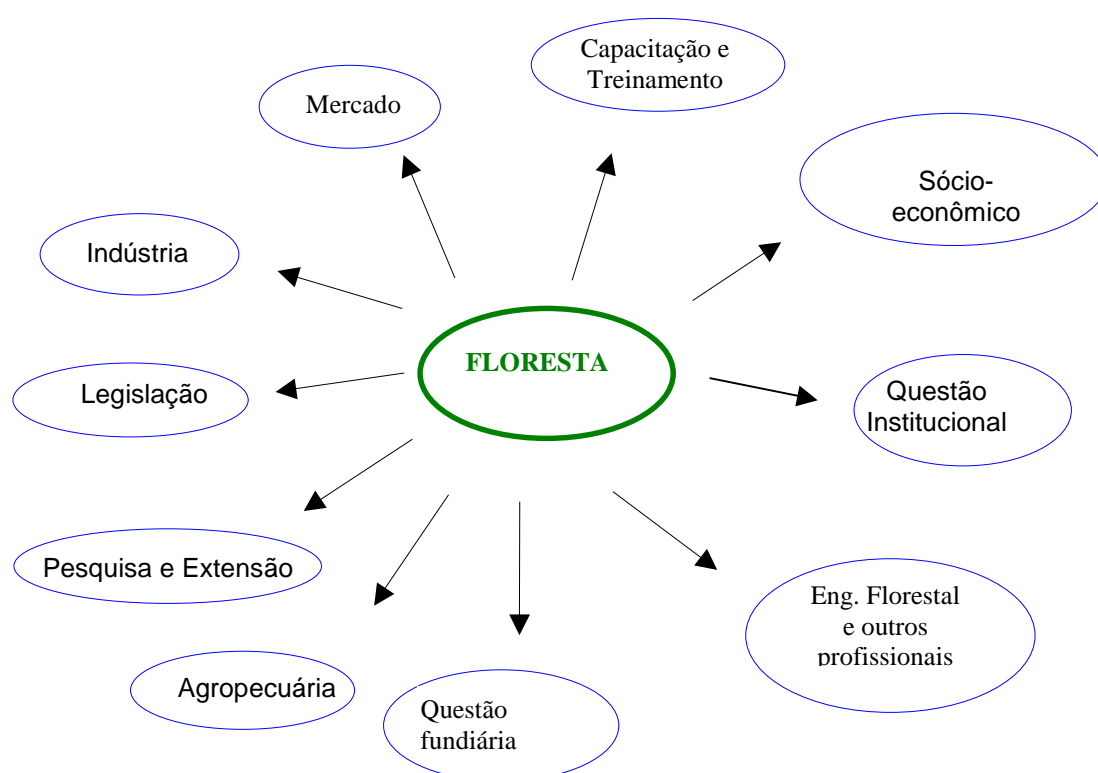 Capacitação e
Treinamento
Mercado
Sócio-
econômico
Indústria
FLORESTA
Legislação
Questão
Institucional
Pesquisa e Extensão
Eng. Florestal
e outros
profissionais
Agropecuária
Questão
fundiária